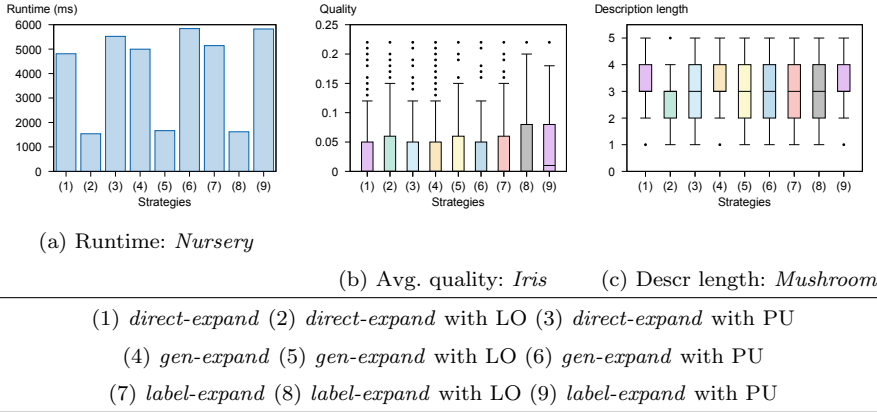 Runtime (ms)
6000
5000
4000
3000
2000
1000
0
(1) (2) (3) (4) (5) (6) (7) (8) (9)
Strategies
Quality
0.25
0.2
0.15
0.1
0.05
0
(1) (2) (3) (4) (5) (6) (7) (8) (9)
Strategies
Description length
5
4
3
2
1
0
(1) (2) (3) (4) (5) (6) (7) (8) (9)
Strategies
(a) Runtime: Nursery
(b) Avg. quality: Iris
(c) Descr length: Mushroom
(1) direct-expand (2) direct-expand with LO (3) direct-expand with PU
(4) gen-expand (5) gen-expand with LO (6) gen-expand with PU
(7) label-expand (8) label-expand with LO (9) label-expand with PU